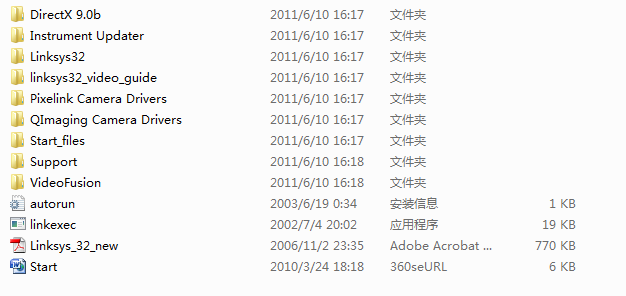 DirectX 9.0b 2011/6/10 16:17 文件夹
Instrument Updater 2011/6/10 16:17 文件夹
Linksys32 2011/6/10 16:17 文件夹
linksys32_video_guide 2011/6/10 16:17 文件夹
Pixelink Camera Drivers 2011/6/10 16:17 文件夹
QImaging Camera Drivers 2011/6/10 16:17 文件夹
Start_files 2011/6/10 16:17 文件夹
Support 2011/6/10 16:18 文件夹
VideoFusion 2011/6/10 16:18 文件夹
autorun 2003/6/19 0:34 安装信息 1 KB
linkexec 2002/7/4 20:02 应用程序 19 KB
Linksys_32_new 2006/11/2 23:35 Adobe Acrobat ... 770 KB
Start 2010/3/24 18:18 360seURL 6 KB